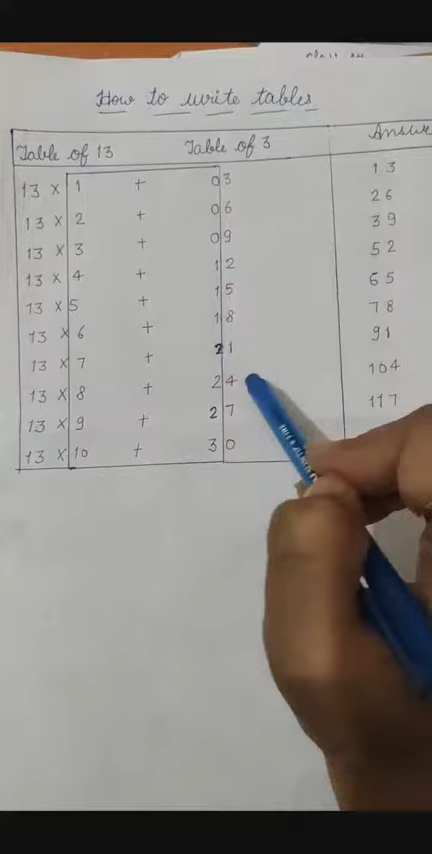 How to write tables
Table of 13 Table of 3 Answer
13 × 1 + 03 13
13 × 2 + 06 26
13 × 3 + 09 39
13 × 4 + 12 52
13 × 5 + 15 65
13 × 6 + 18 78
13 × 7 + 21 91
13 × 8 + 24 104
13 × 9 + 27 117
13 × 10 + 30